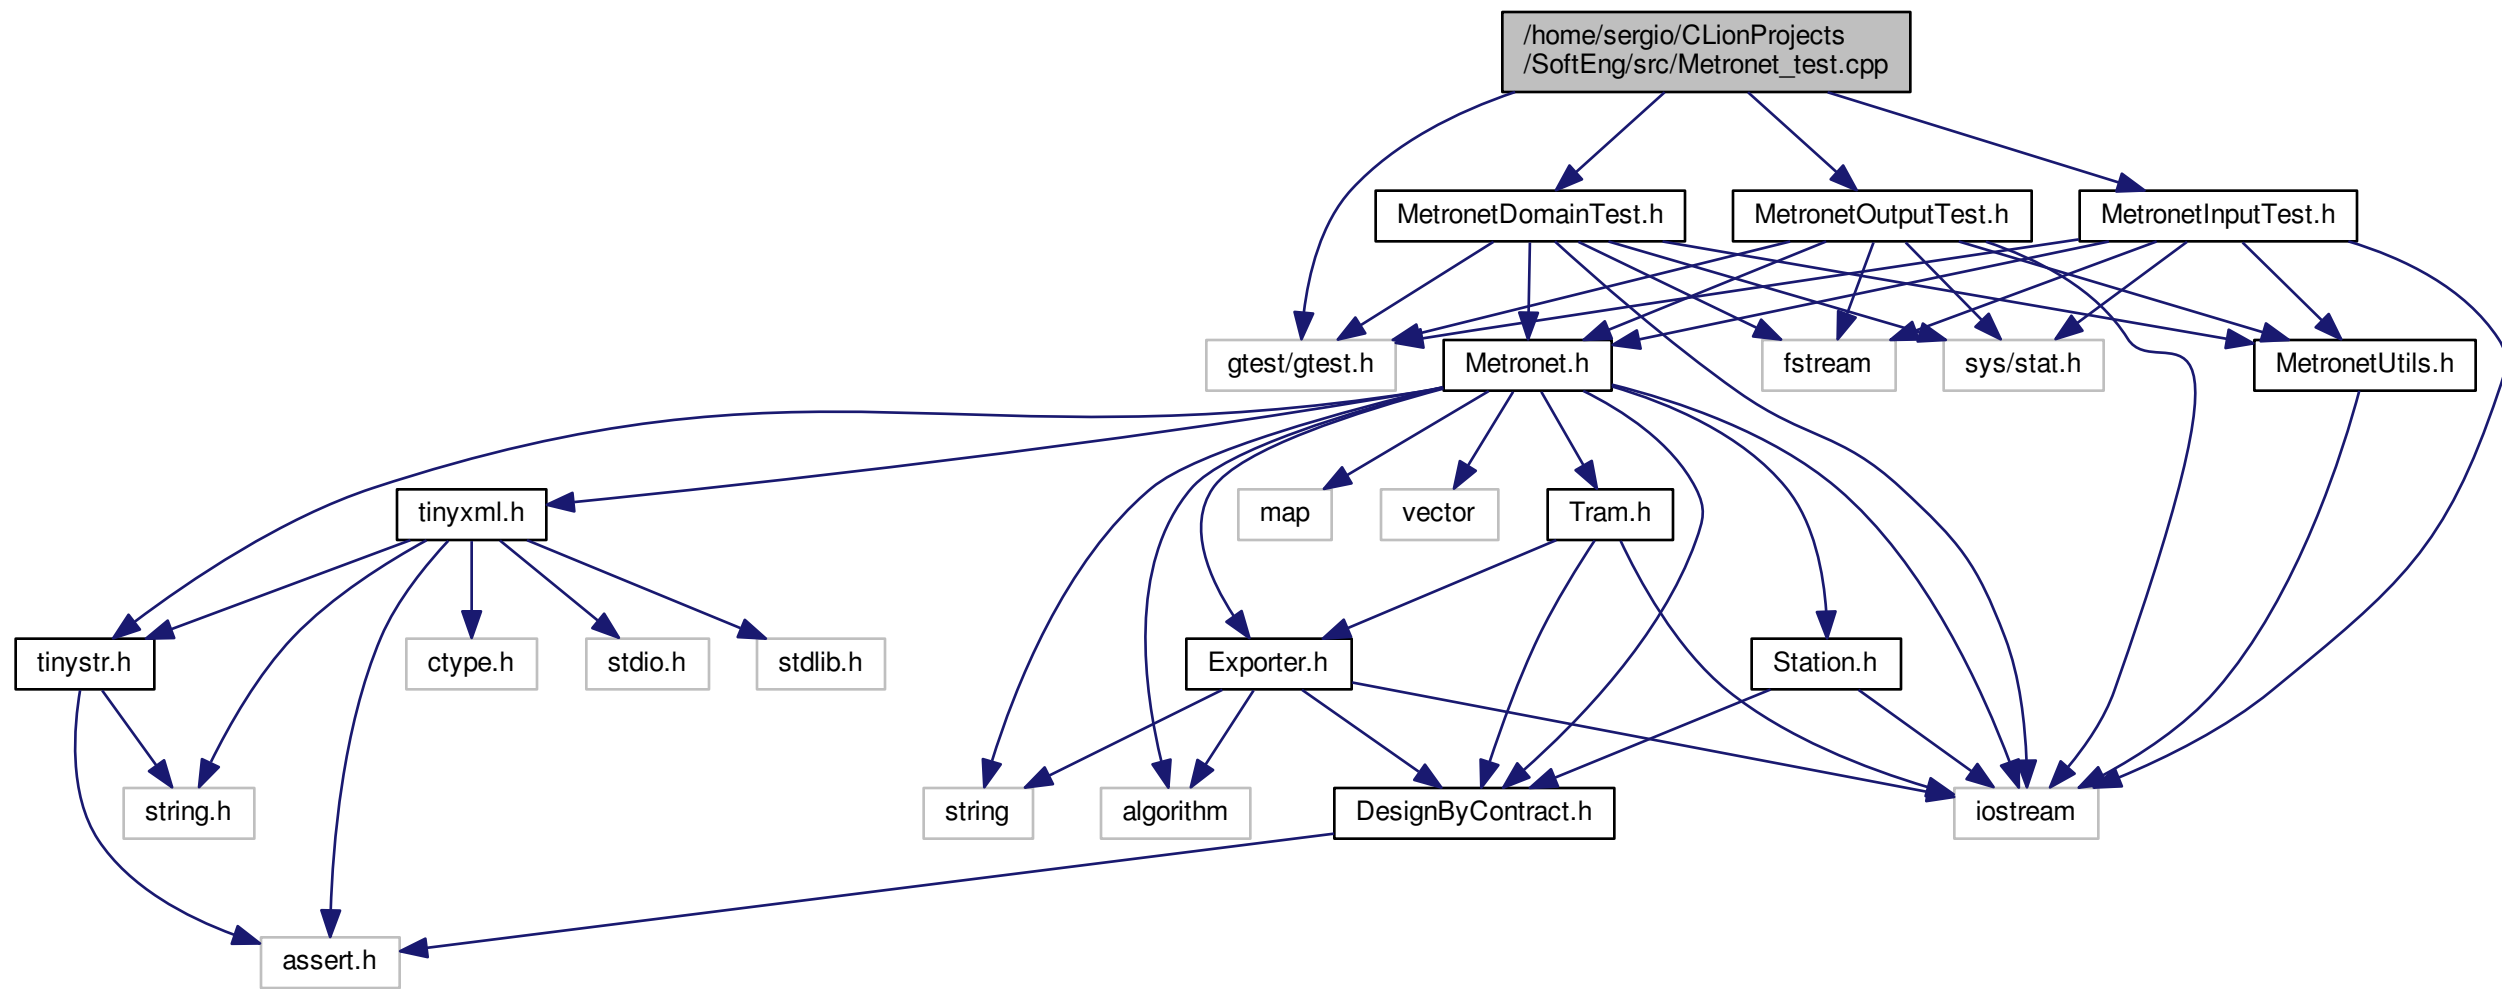 /home/sergio/CLionProjects
/SoftEng/src/Metronet_test.cpp
MetronetDomainTest.h
MetronetOutputTest.h
MetronetInputTest.h
gtest/gtest.h
Metronet.h
fstream
sys/stat.h
MetronetUtils.h
tinyxml.h
map
vector
Tram.h
tinystr.h
ctype.h
stdio.h
stdlib.h
Exporter.h
Station.h
string.h
string
algorithm
DesignByContract.h
iostream
assert.h